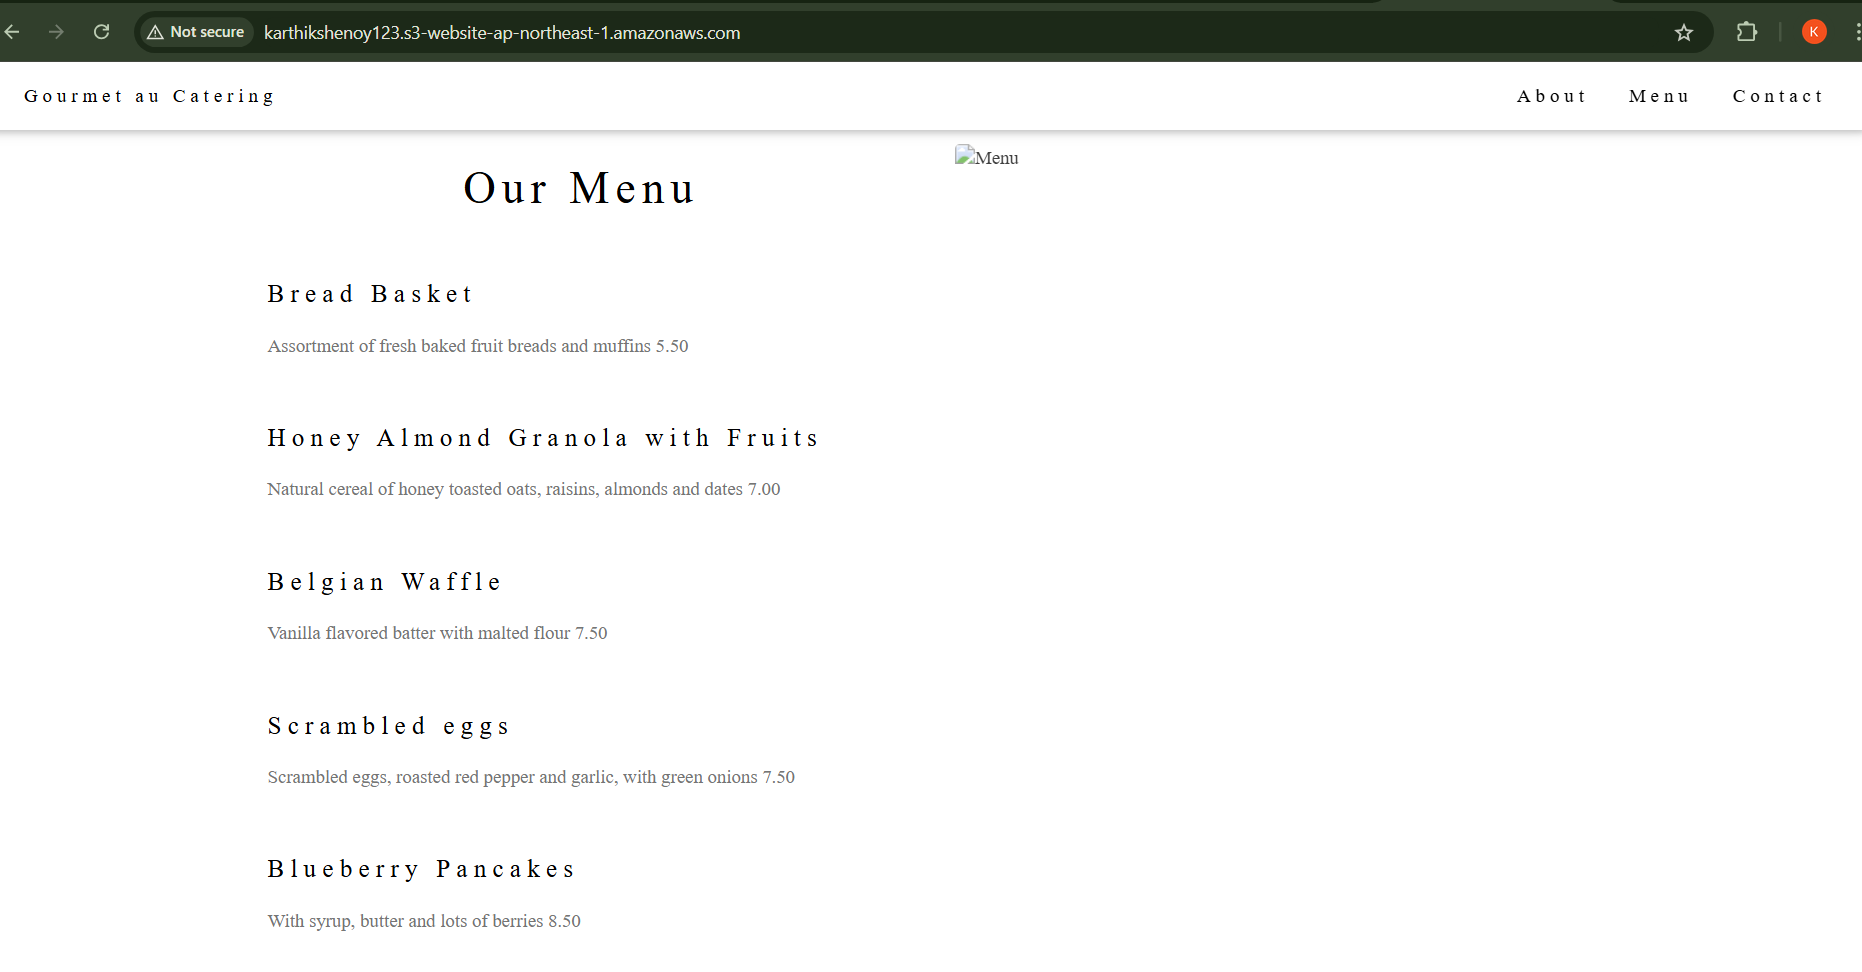 Not secure karthikshenoy123.s3-website-ap-northeast-1.amazonaws.com K
Gourmet au Catering About Menu Contact
Menu
Our Menu
Bread Basket
Assortment of fresh baked fruit breads and muffins 5.50
Honey Almond Granola with Fruits
Natural cereal of honey toasted oats, raisins, almonds and dates 7.00
Belgian Waffle
Vanilla flavored batter with malted flour 7.50
Scrambled eggs
Scrambled eggs, roasted red pepper and garlic, with green onions 7.50
Blueberry Pancakes
With syrup, butter and lots of berries 8.50